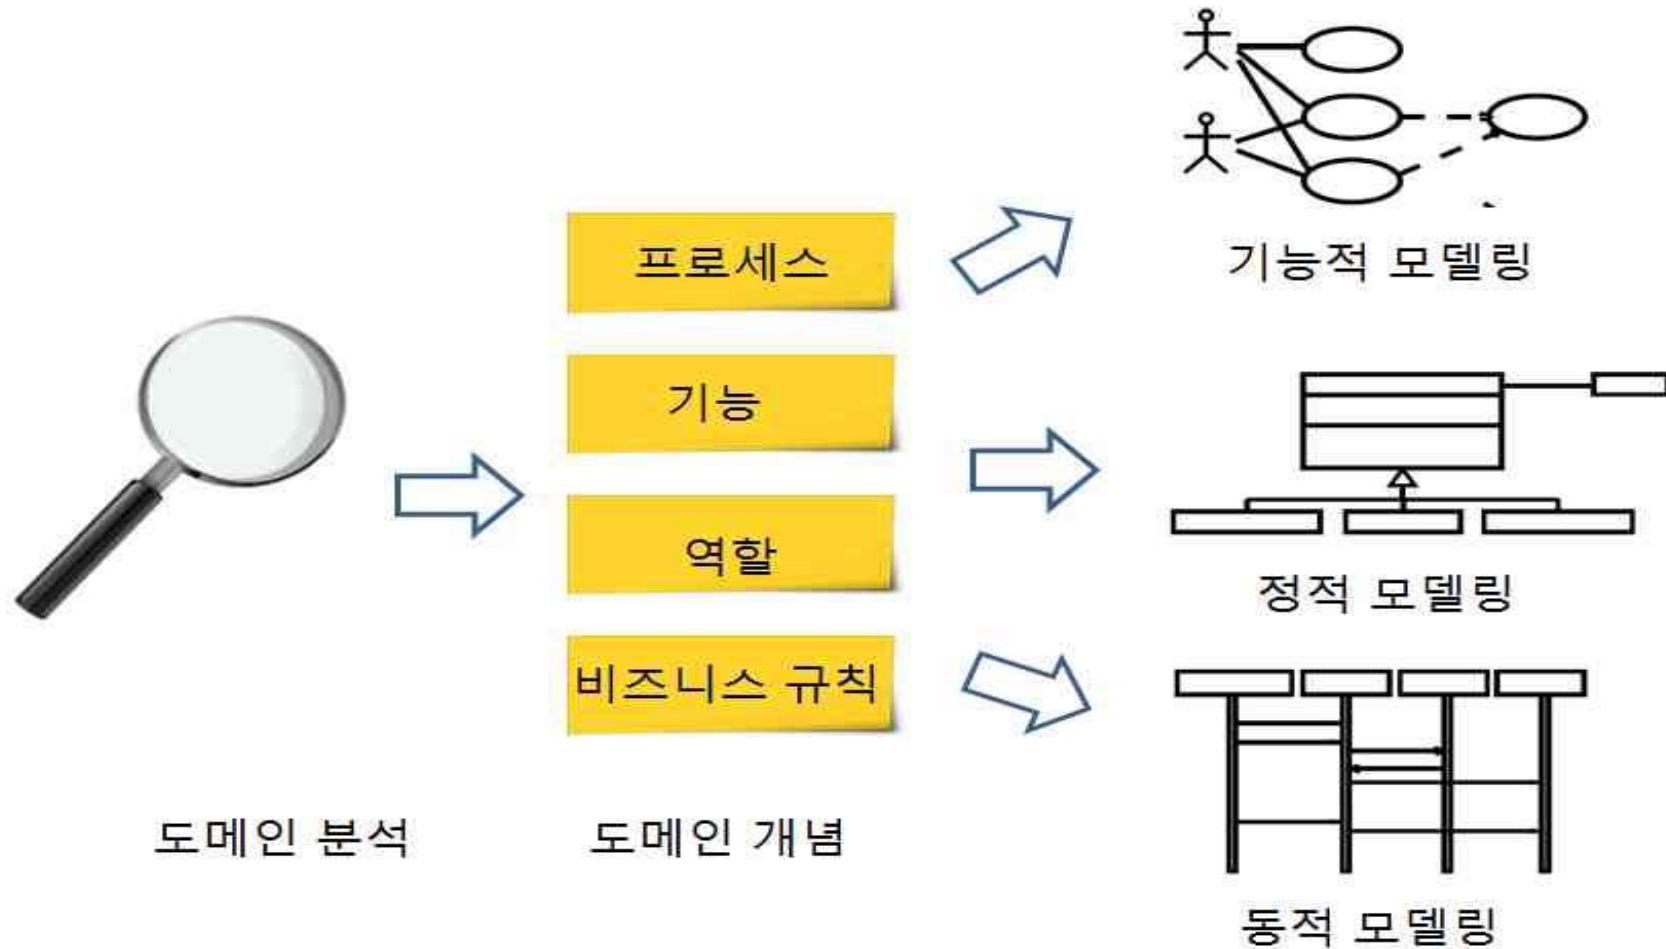 프로세스
기능
역할
비즈니스 규칙
도메인 분석
도메인 개념
기능적 모델링
정적 모델링
동적 모델링